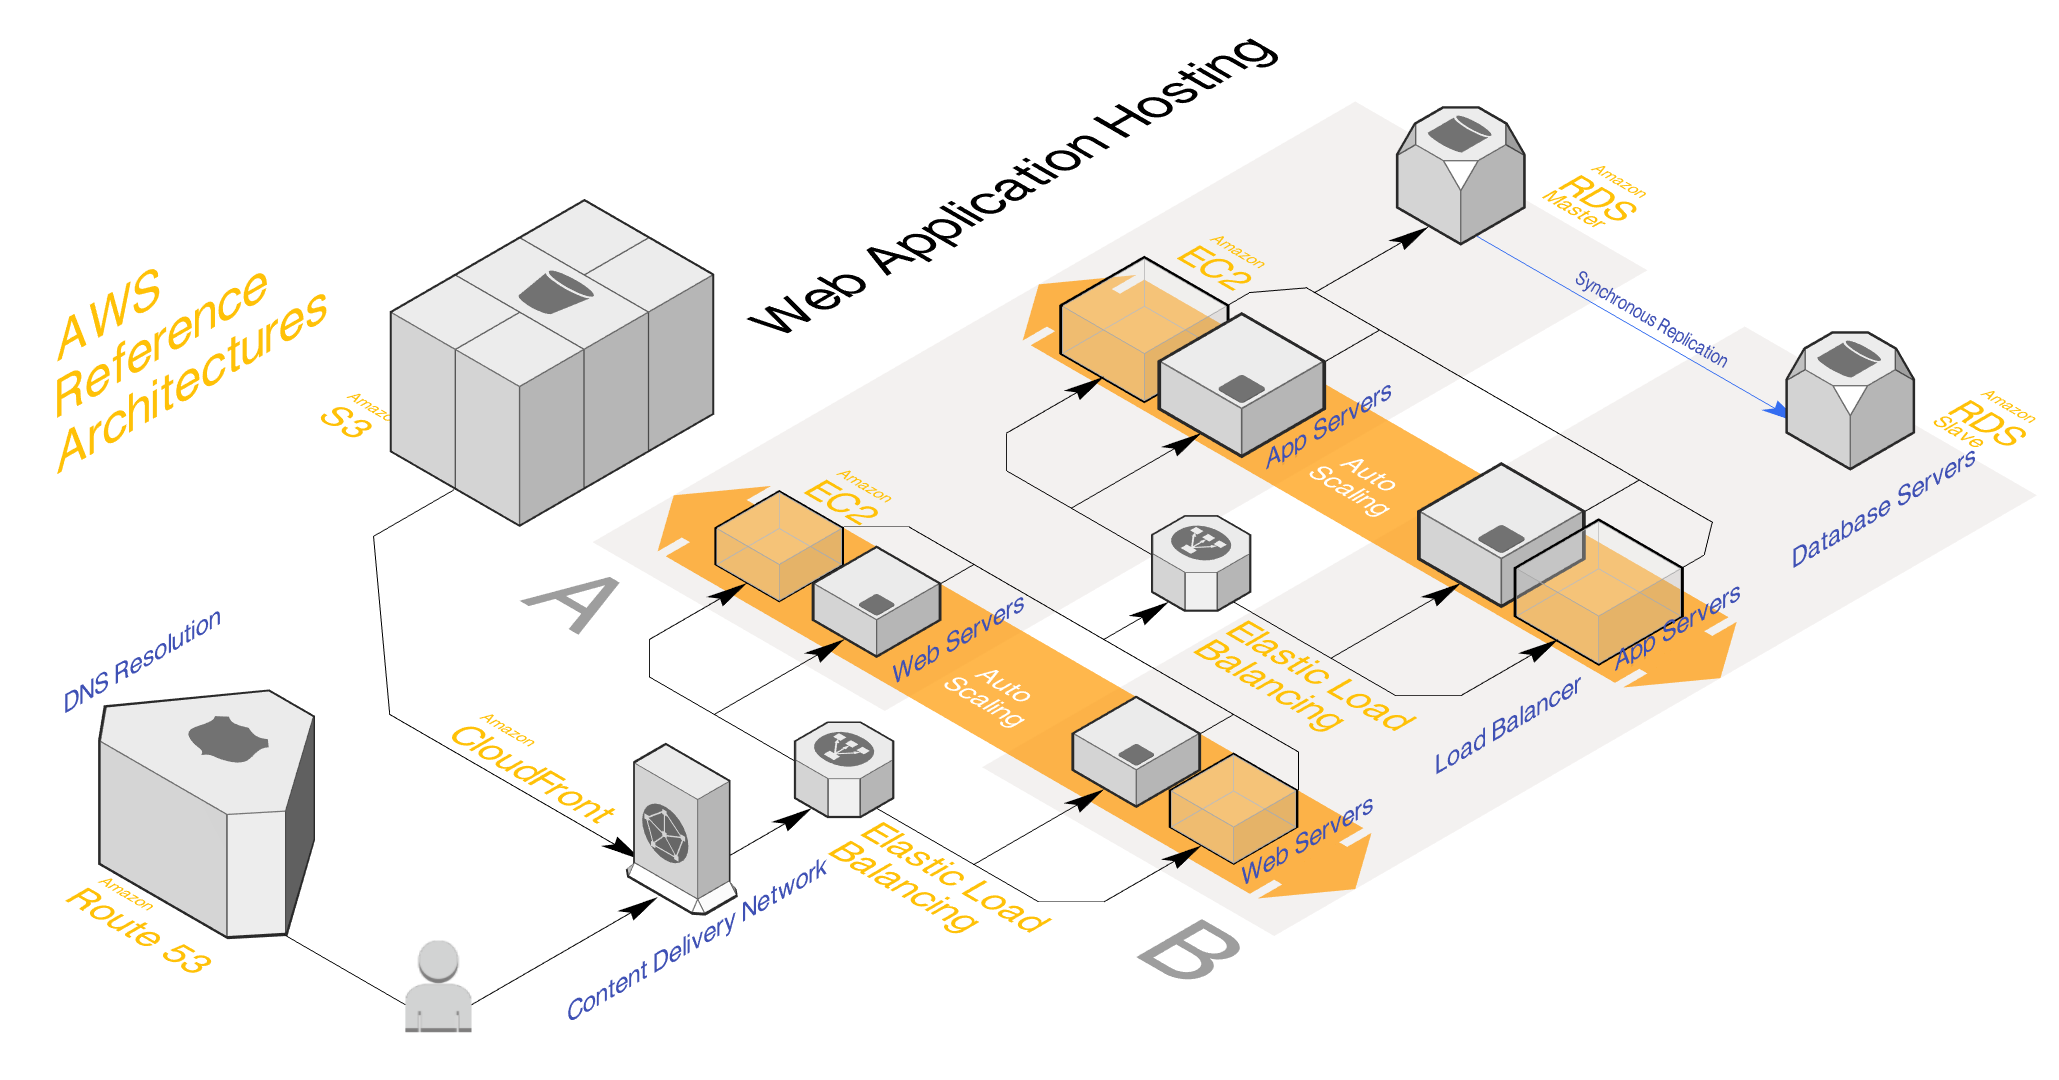 Web Application Hosting
AWS
Reference
Architectures
Amazon
S3
Amazon
RDS
Master
Amazon
EC2
Synchronous Replication
App Servers
Auto
Scaling
Amazon
RDS
Slave
Database Servers
Amazon
EC2
A
Web Servers
Auto
Scaling
Elastic Load
Balancing
App Servers
Load Balancer
DNS Resolution
Amazon
Route 53
Amazon
CloudFront
Content Delivery Network
Elastic Load
Balancing
Web Servers
B